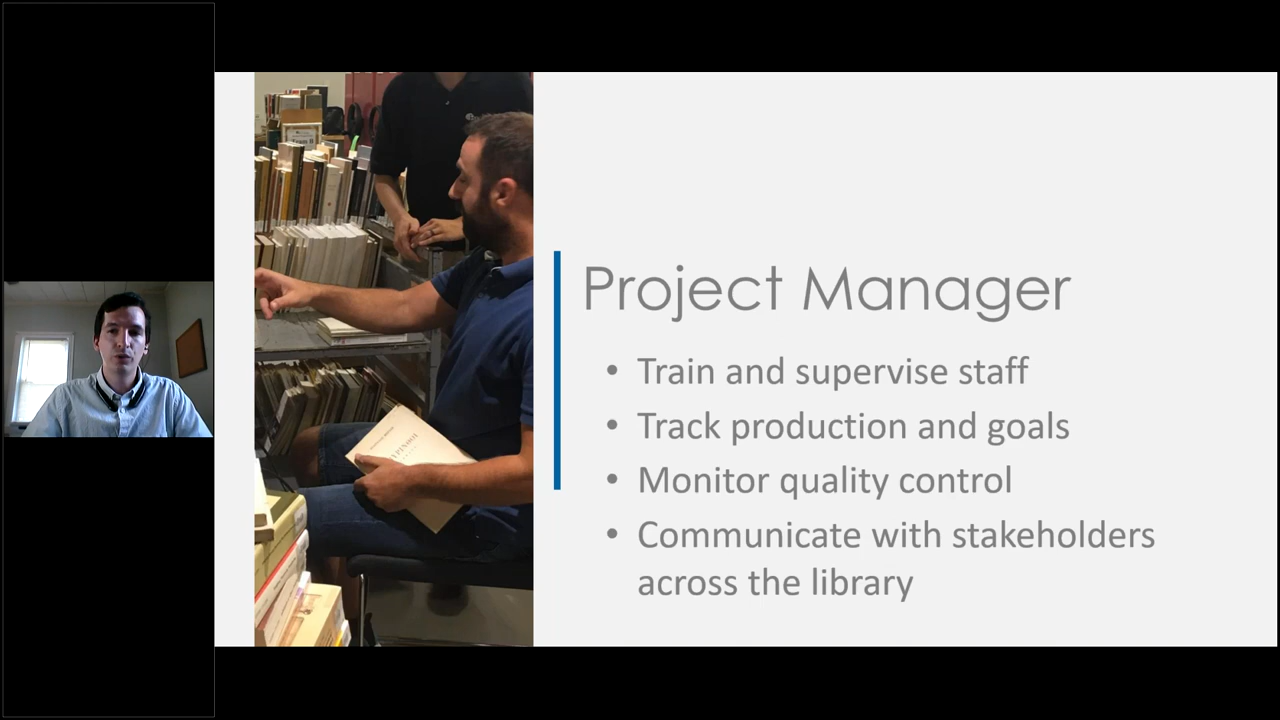 Project Manager
• Train and supervise staff
• Track production and goals
• Monitor quality control
• Communicate with stakeholders
across the library